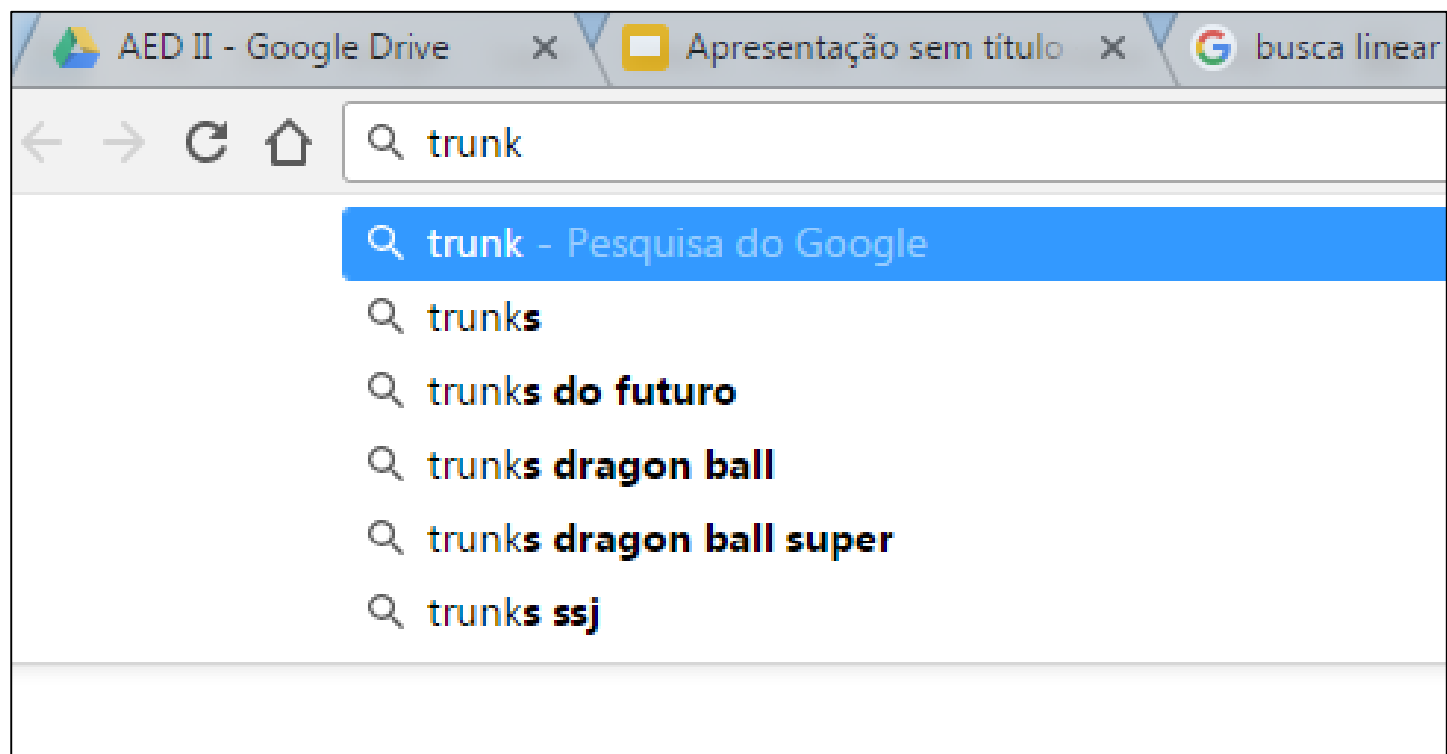 AED II - Google Drive
Apresentação sem título
busca linear
trunk
trunk - Pesquisa do Google
trunks
trunks do futuro
trunks dragon ball
trunks dragon ball super
trunks ssj